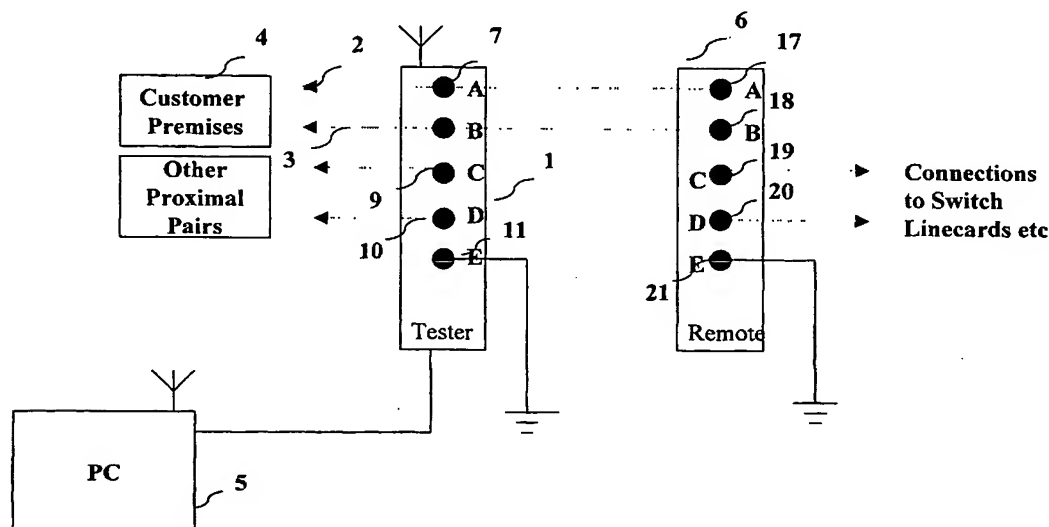 4
2
7
6
17
Customer
Premises
A
A
18
B
B
3
Other
Proximal
Pairs
9
C
1
C
19
Connections
to Switch
Linecards etc
10
D
11
D
20
E
E
21
Tester
Remote
PC
5